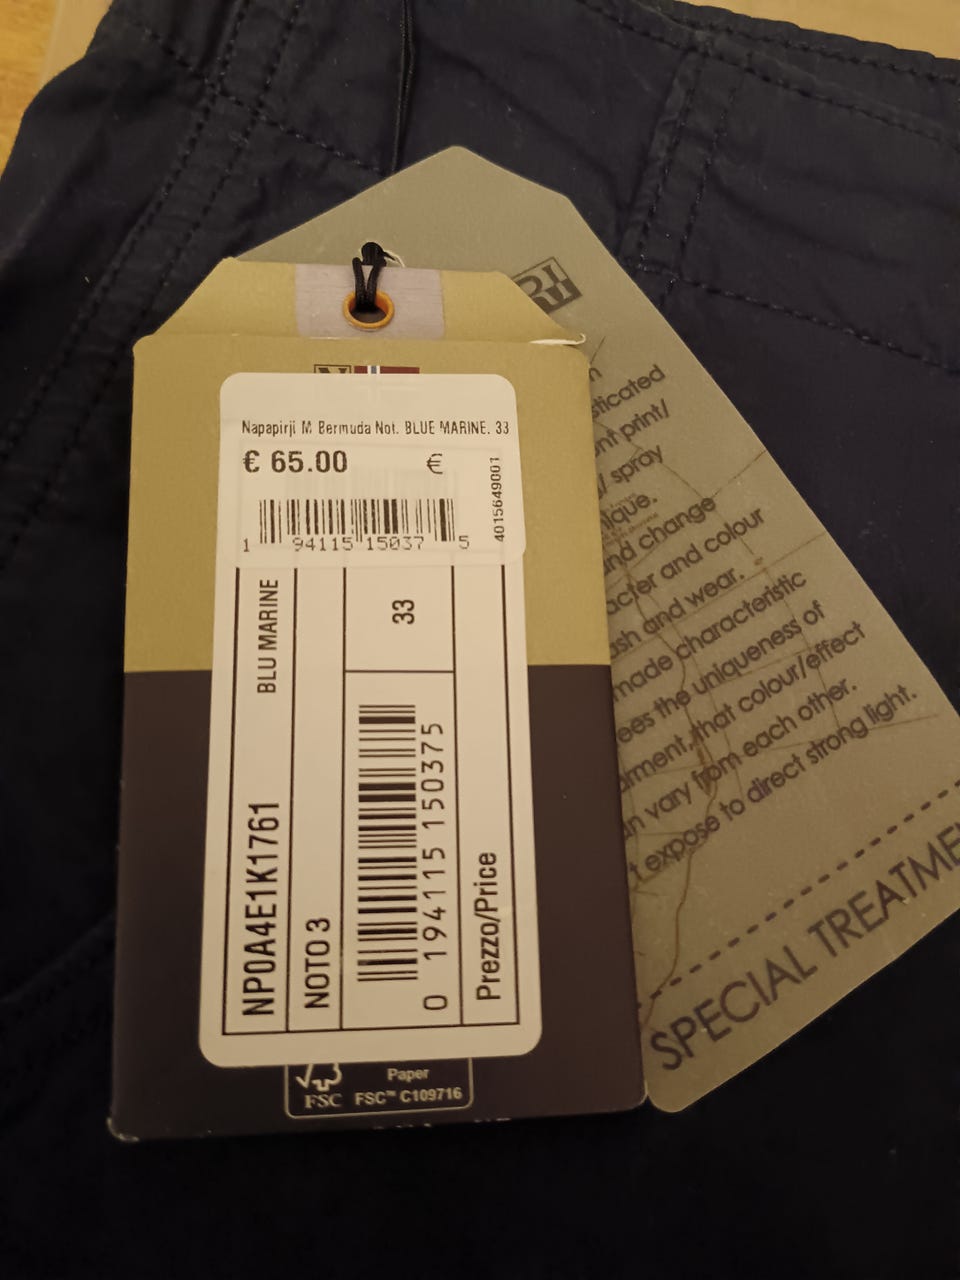 Napapirji M Bermuda Not. BLUE MARINE. 33
€ 65.00 €
1 94115 15037 5
4015649001
BLU MARINE
33
NP0A4E1K1761
NOTO 3
0 194115 150375
Prezzo/Price
Paper
FSC
FSC™ C109716
sticated
print/
/ spray
ique.
and change
acter and colour
ash and wear.
made characteristic
ees the uniqueness of
arment, that colour/effect
an vary from each other.
t expose to direct strong light.
SPECIAL TREATME